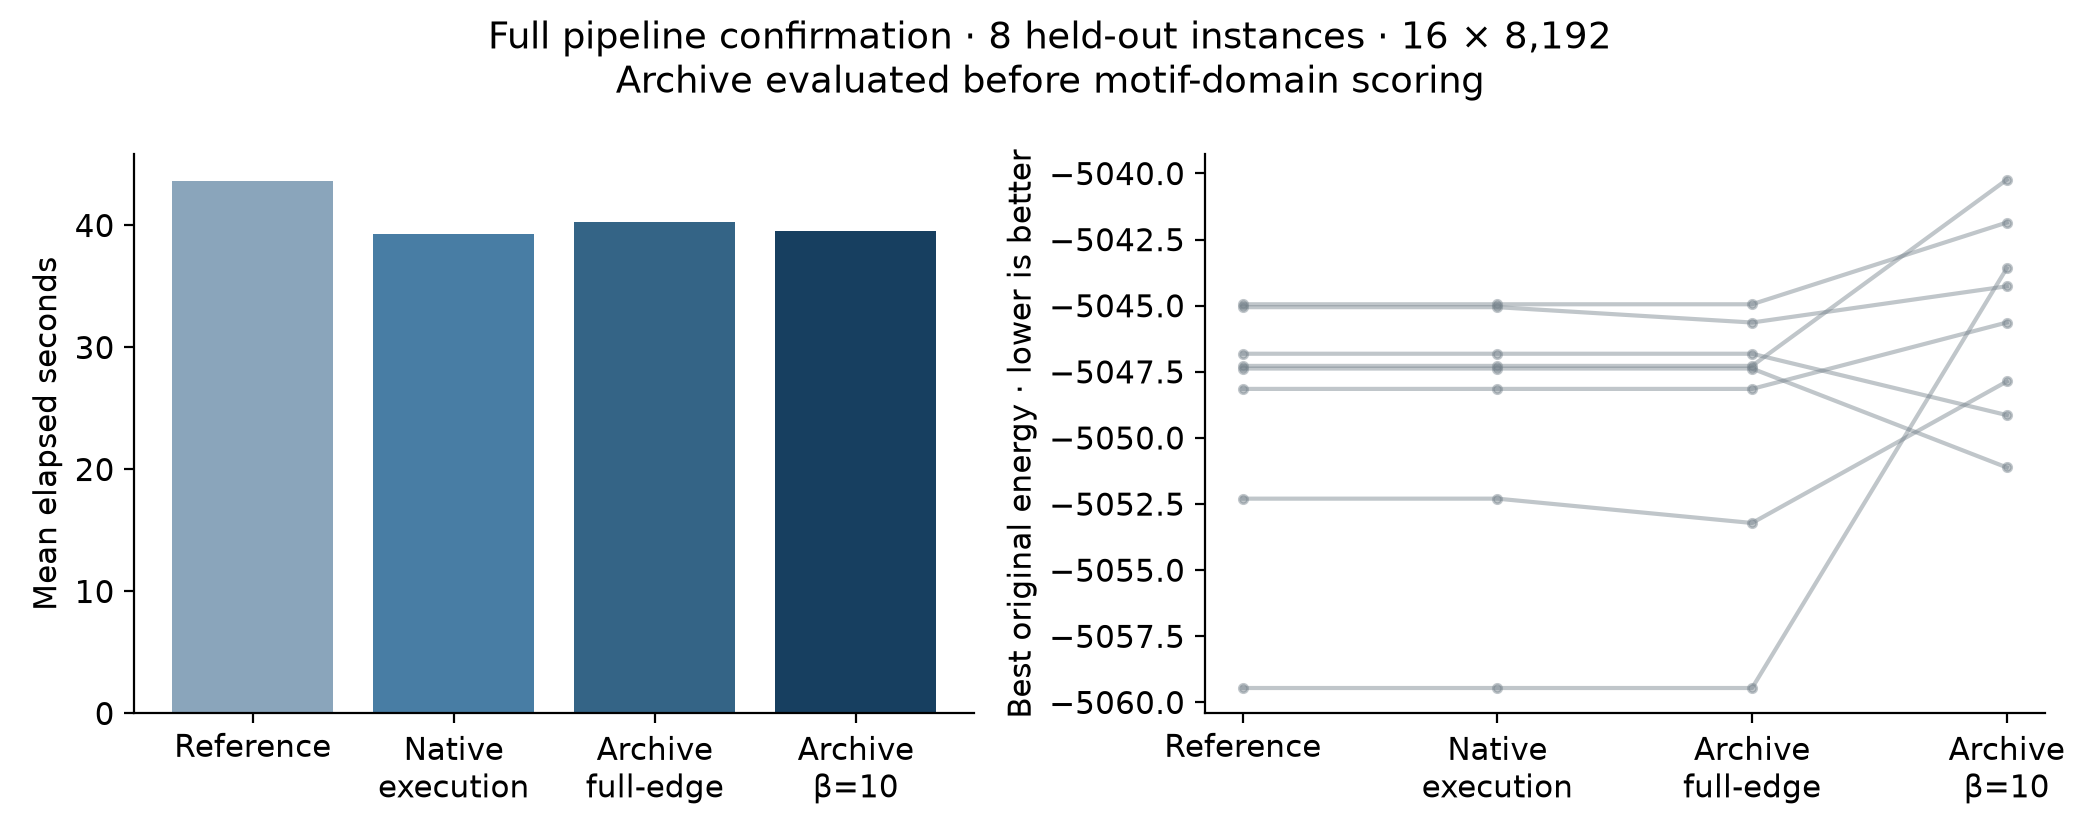 Full pipeline confirmation · 8 held-out instances · 16 × 8,192
Archive evaluated before motif-domain scoring
Mean elapsed seconds
40
30
20
10
0
Reference
Native
execution
Archive
full-edge
Archive
β=10
Best original energy · lower is better
−5040.0
−5042.5
−5045.0
−5047.5
−5050.0
−5052.5
−5055.0
−5057.5
−5060.0
Reference
Native
execution
Archive
full-edge
Archive
β=10